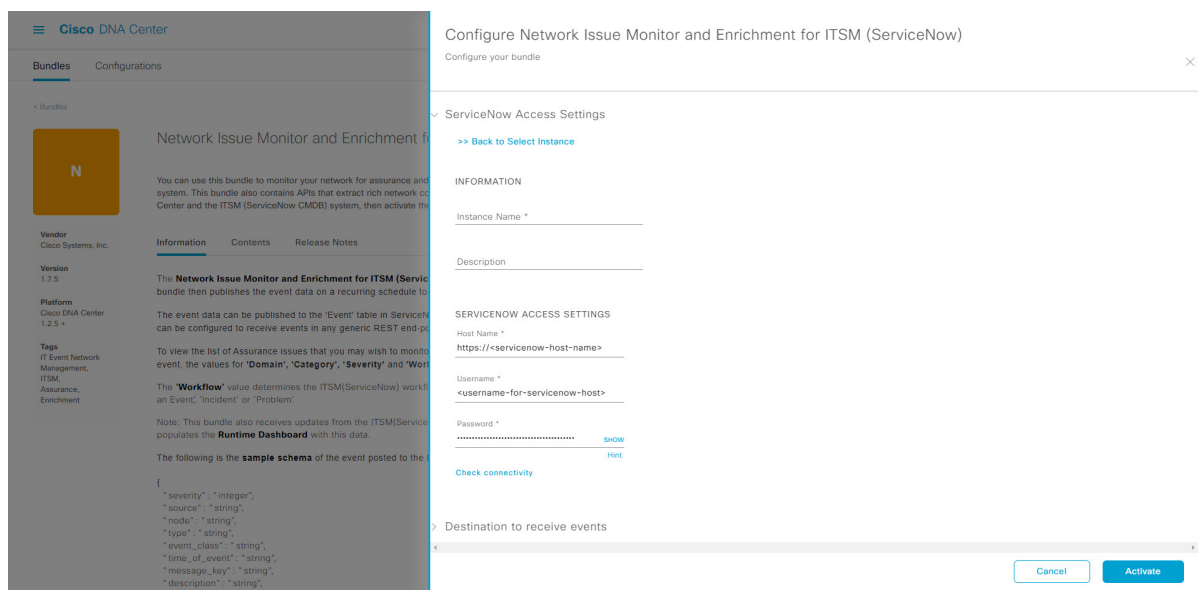 Cisco DNA Center
Bundles Configurations
< Bundles
N
Vendor
Cisco Systems, Inc.
Version
1.7.5
Platform
Cisco DNA Center
1.2.5 +
Tags
IT Event Network
Management,
ITSM,
Assurance,
Enrichment
Network Issue Monitor and Enrichment f
You can use this bundle to monitor your network for assurance and
system. This bundle also contains APIs that extract rich network
Center and the ITSM (ServiceNow CMDB) system, then activate
Information Contents Release Notes
The Network Issue Monitor and Enrichment for ITSM (Servic
bundle then publishes the event data on a recurring schedule to
The event data can be published to the 'Event' table in ServiceN
can be configured to receive events in any generic REST end-po
To view the list of Assurance issues that you may wish to monito
event, the values for 'Domain', 'Category', 'Severity' and 'Wor
The 'Workflow' value determines the ITSM(ServiceNow) workfl
an Event', 'Incident' or 'Problem'.
Note: This bundle also receives updates from the ITSM(Service
populates the Runtime Dashboard with this data.
The following is the sample schema of the event posted to the
{
"severity" : "integer",
"source" : "string",
"node" : "string",
"type" : "string",
"event_class" : "string",
"time_of_event" : "string",
"message_key" : "string",
"description" : "string",
Configure Network Issue Monitor and Enrichment for ITSM (ServiceNow)
Configure your bundle
ServiceNow Access Settings
>> Back to Select Instance
INFORMATION
Instance Name *
Description
SERVICENOW ACCESS SETTINGS
Host Name *
https://<servicenow-host-name>
Username *
<username-for-servicenow-host>
Password *
SHOW
Hint
Check connectivity
Destination to receive events
Cancel Activate